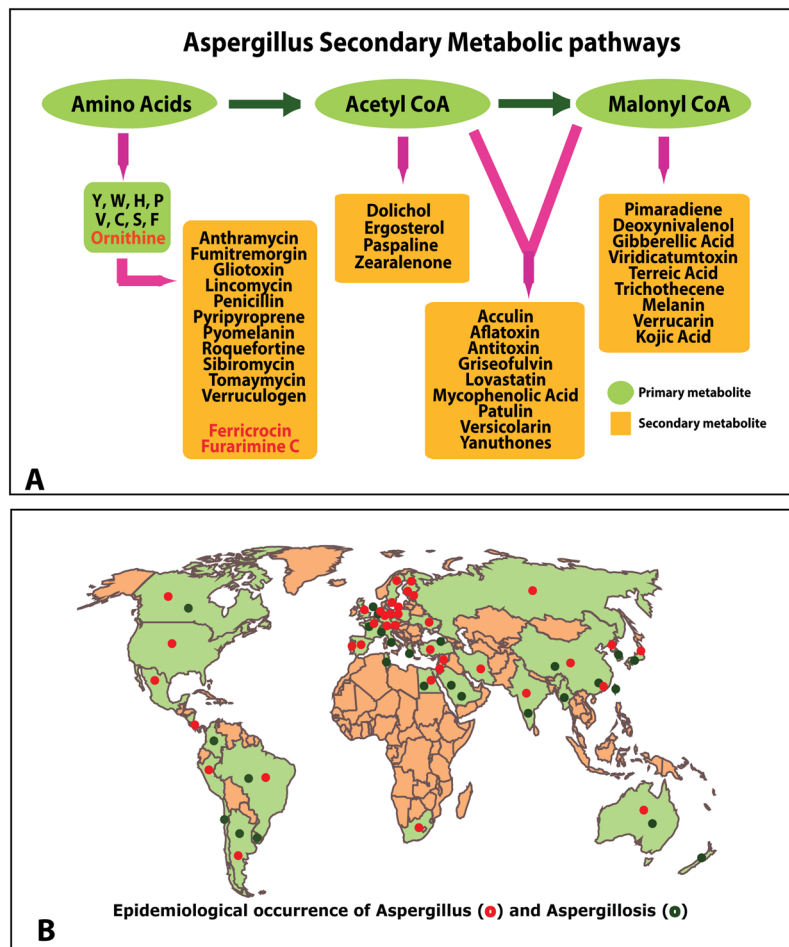 Aspergillus Secondary Metabolic pathways
Amino Acids
Acetyl CoA
Malonyl CoA
Y, W, H, P
V, C, S, F
Ornithine
Anthramycin
Fumitremorgin
Gliotoxin
Lincomycin
Penicillin
Pyripyroprene
Pyomelanin
Roquefortine
Sibiromycin
Tomaymycin
Verruculogen
Ferricrocin
Furarimine C
Dolichol
Ergosterol
Paspaline
Zearalenone
Acculin
Aflatoxin
Antitoxin
Griseofulvin
Lovastatin
Mycophenolic Acid
Patulin
Versicolarin
Yanuthones
Pimaradiene
Deoxynivalenol
Gibberellic Acid
Viridicatumtoxin
Terreic Acid
Trichothecene
Melanin
Verrucarin
Kojic Acid
Primary metabolite
Secondary metabolite
A
Epidemiological occurrence of Aspergillus ( ) and Aspergillosis ( )
B